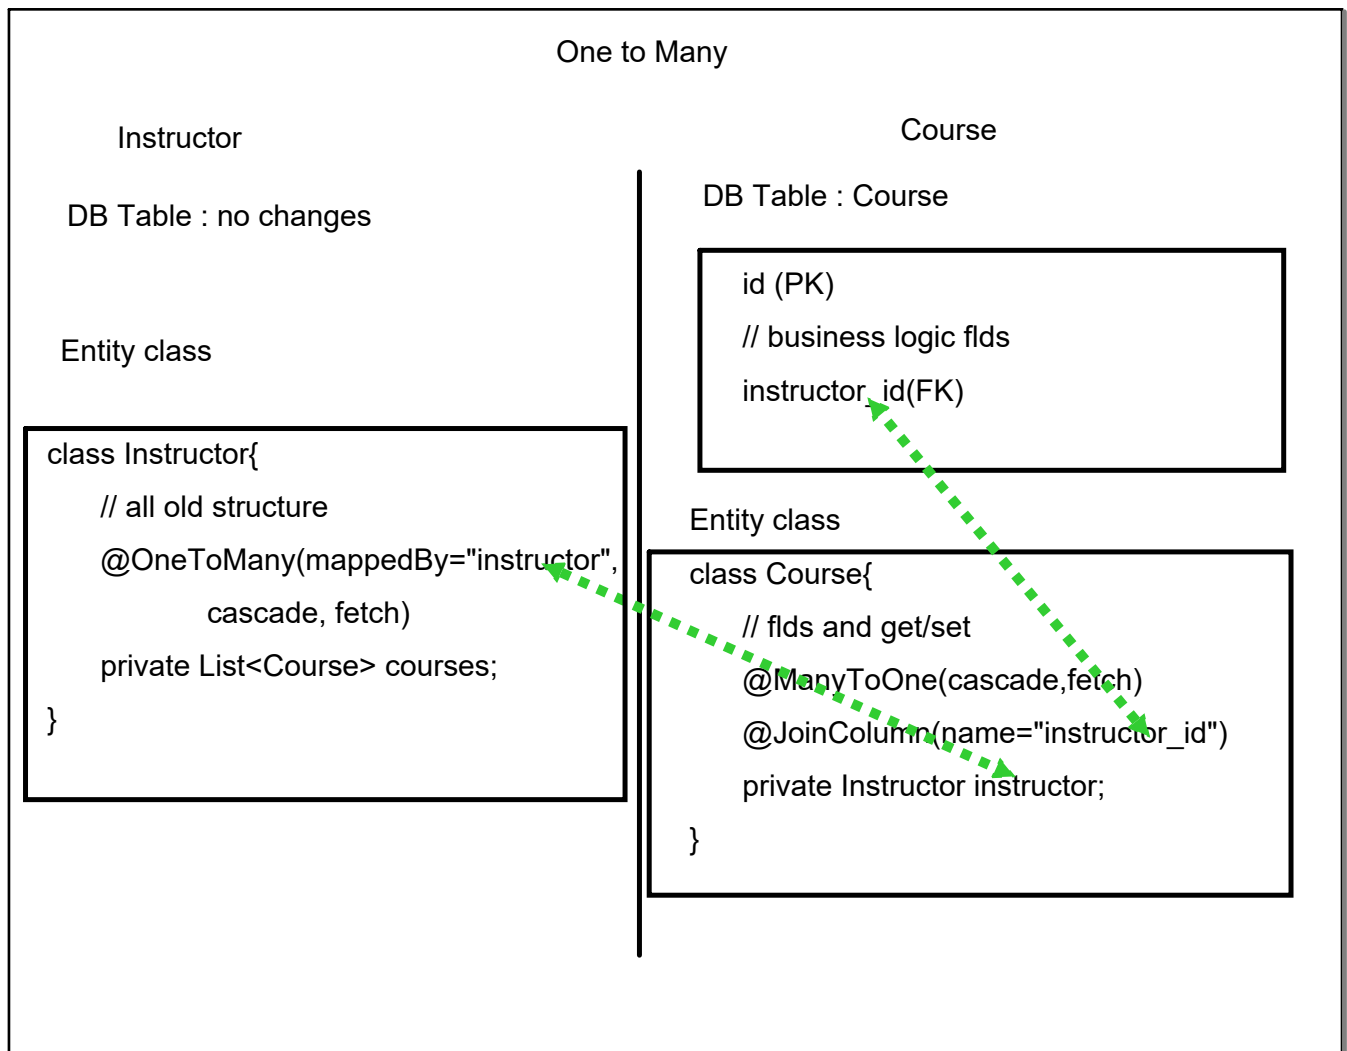 One to Many
Instructor
DB Table : no changes
Entity class
class Instructor{
// all old structure
@OneToMany(mappedBy="instructor",
cascade, fetch)
private List<Course> courses;
}
Course
DB Table : Course
id (PK)
// business logic flds
instructor_id(FK)
Entity class
class Course{
// flds and get/set
@ManyToOne(cascade,fetch)
@JoinColumn(name="instructor_id")
private Instructor instructor;
}